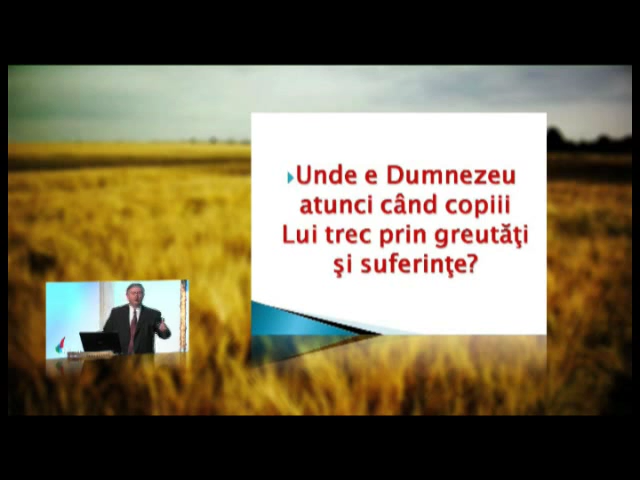 Unde e Dumnezeu
atunci când copiii
Lui trec prin greutăţi
şi suferinţe?